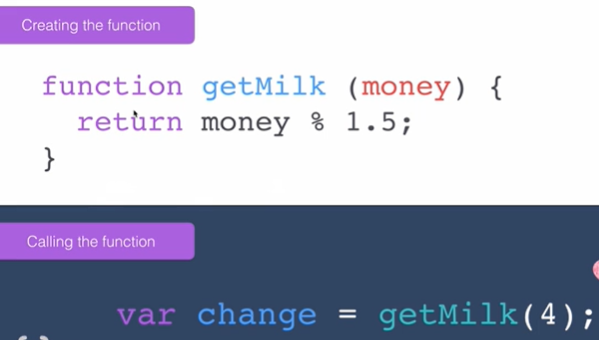 Creating the function
function getMilk (money) {
return money % 1.5;
}
Calling the function
var change = getMilk(4);